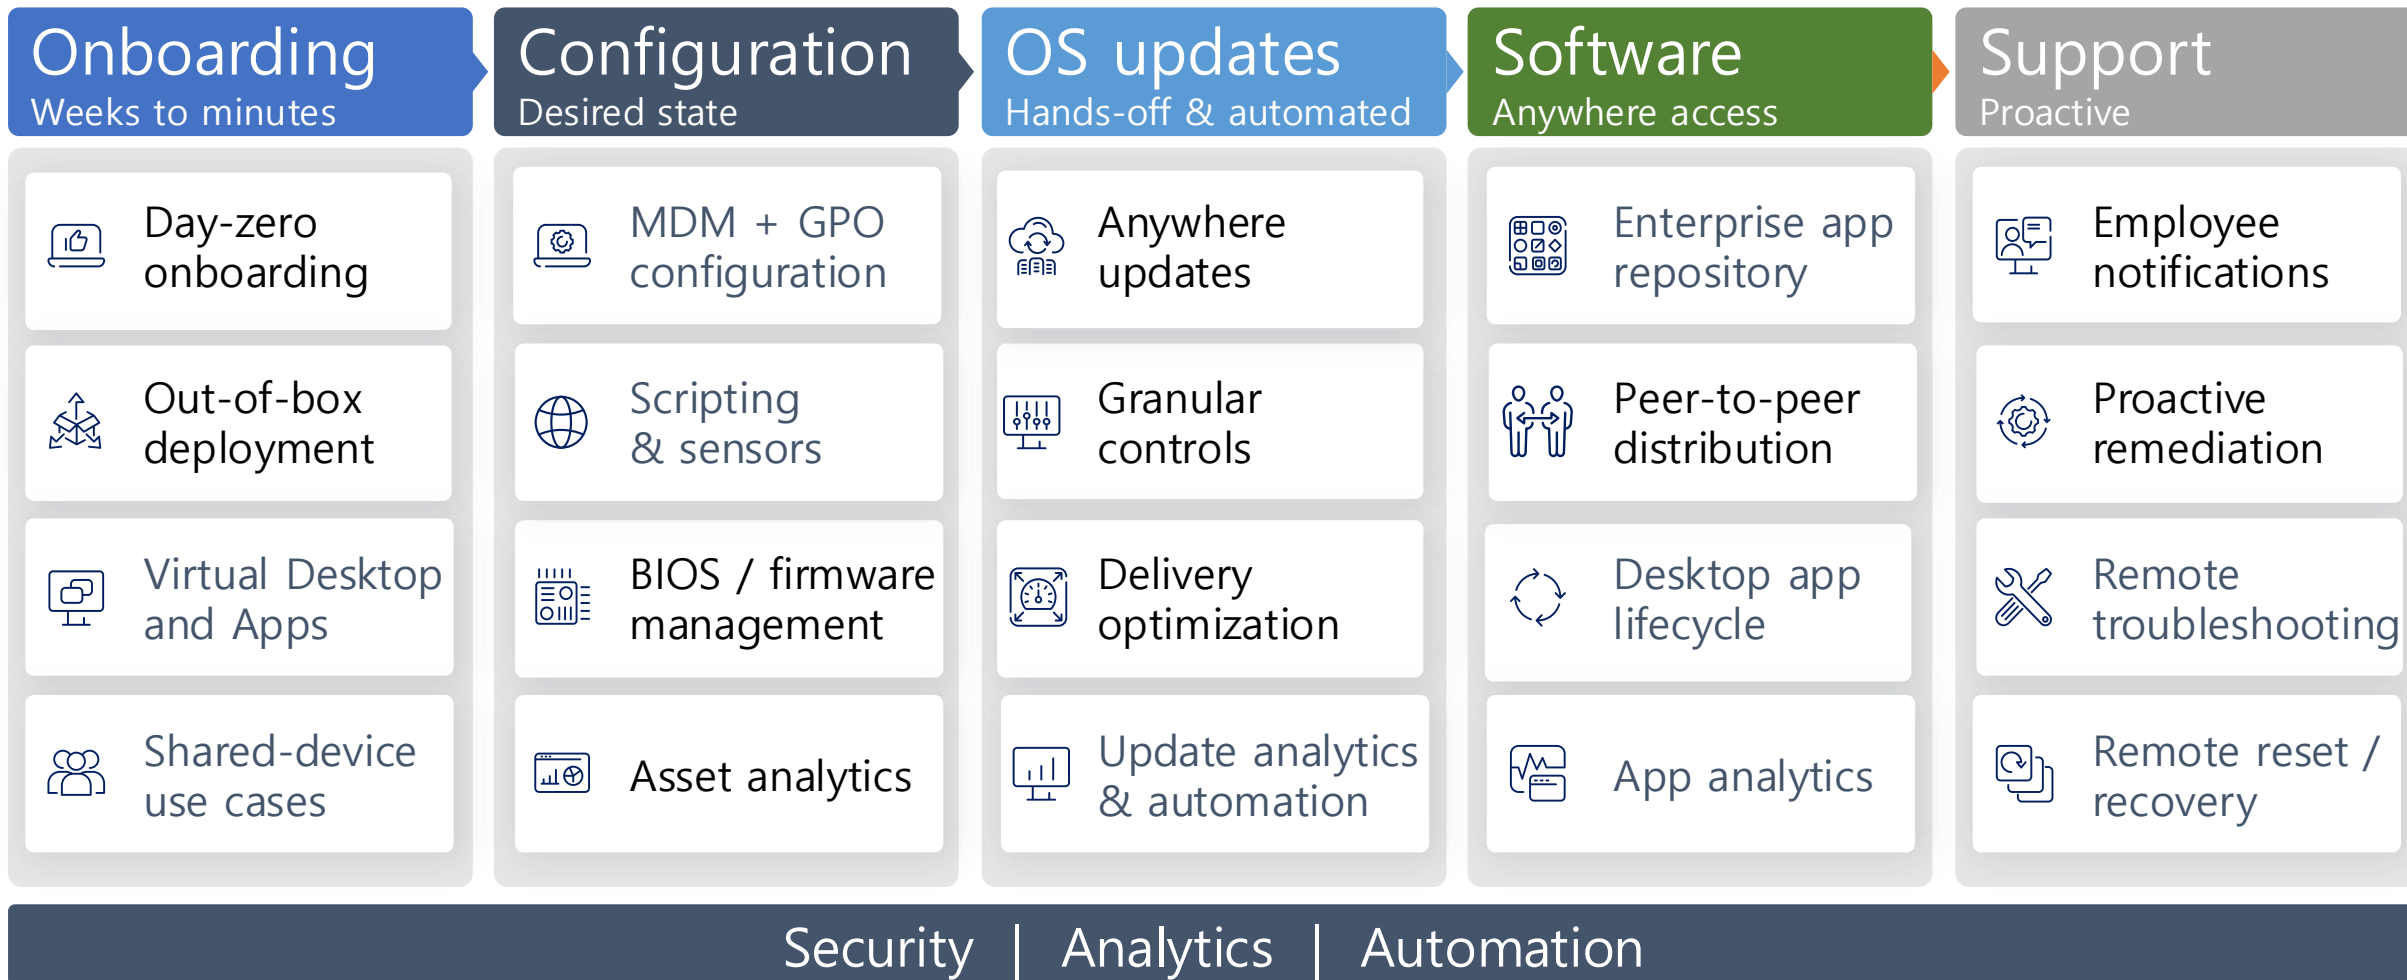 Onboarding
Weeks to minutes
Configuration
Desired state
OS updates
Hands-off & automated
Software
Anywhere access
Support
Proactive
Day-zero
onboarding
Out-of-box
deployment
Virtual Desktop
and Apps
Shared-device
use cases
MDM + GPO
configuration
Scripting
& sensors
BIOS / firmware
management
Asset analytics
Anywhere
updates
Granular
controls
Delivery
optimization
Update analytics
& automation
Enterprise app
repository
Peer-to-peer
distribution
Desktop app
lifecycle
App analytics
Employee
notifications
Proactive
remediation
Remote
troubleshooting
Remote reset /
recovery
Security | Analytics | Automation